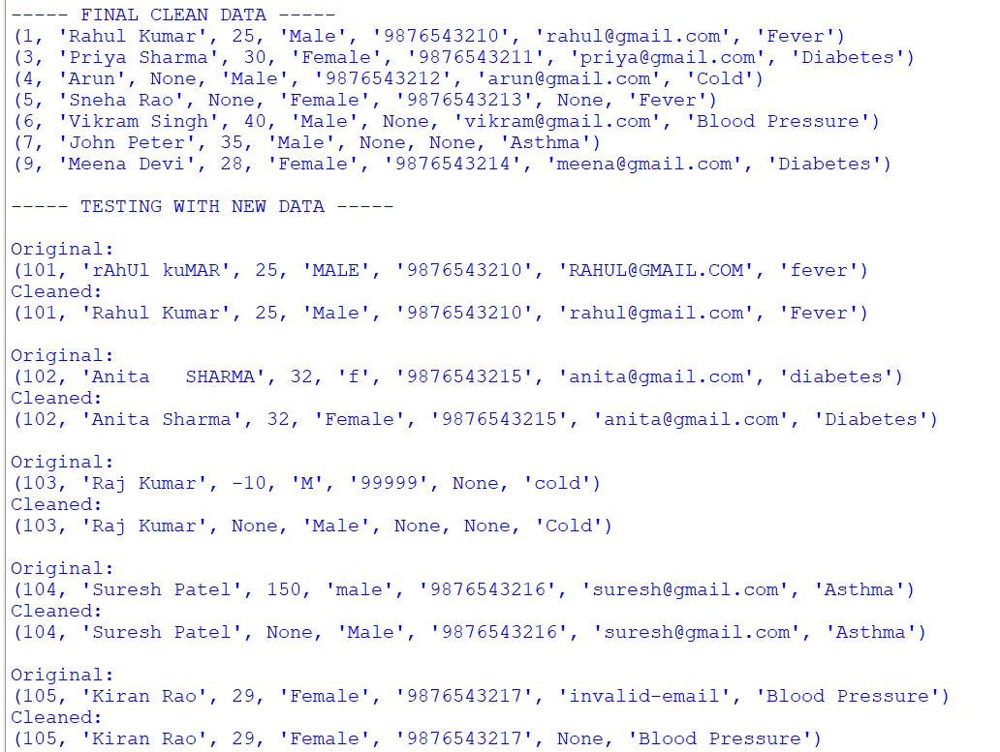 ----- FINAL CLEAN DATA -----
(1, 'Rahul Kumar', 25, 'Male', '9876543210', 'rahul@gmail.com', 'Fever')
(3, 'Priya Sharma', 30, 'Female', '9876543211', 'priya@gmail.com', 'Diabetes')
(4, 'Arun', None, 'Male', '9876543212', 'arun@gmail.com', 'Cold')
(5, 'Sneha Rao', None, 'Female', '9876543213', None, 'Fever')
(6, 'Vikram Singh', 40, 'Male', None, 'vikram@gmail.com', 'Blood Pressure')
(7, 'John Peter', 35, 'Male', None, None, 'Asthma')
(9, 'Meena Devi', 28, 'Female', '9876543214', 'meena@gmail.com', 'Diabetes')

----- TESTING WITH NEW DATA -----

Original:
(101, 'rAhUl kuMAR', 25, 'MALE', '9876543210', 'RAHUL@GMAIL.COM', 'fever')
Cleaned:
(101, 'Rahul Kumar', 25, 'Male', '9876543210', 'rahul@gmail.com', 'Fever')

Original:
(102, 'Anita   SHARMA', 32, 'f', '9876543215', 'anita@gmail.com', 'diabetes')
Cleaned:
(102, 'Anita Sharma', 32, 'Female', '9876543215', 'anita@gmail.com', 'Diabetes')

Original:
(103, 'Raj Kumar', -10, 'M', '99999', None, 'cold')
Cleaned:
(103, 'Raj Kumar', None, 'Male', None, None, 'Cold')

Original:
(104, 'Suresh Patel', 150, 'male', '9876543216', 'suresh@gmail.com', 'Asthma')
Cleaned:
(104, 'Suresh Patel', None, 'Male', '9876543216', 'suresh@gmail.com', 'Asthma')

Original:
(105, 'Kiran Rao', 29, 'Female', '9876543217', 'invalid-email', 'Blood Pressure')
Cleaned:
(105, 'Kiran Rao', 29, 'Female', '9876543217', None, 'Blood Pressure')